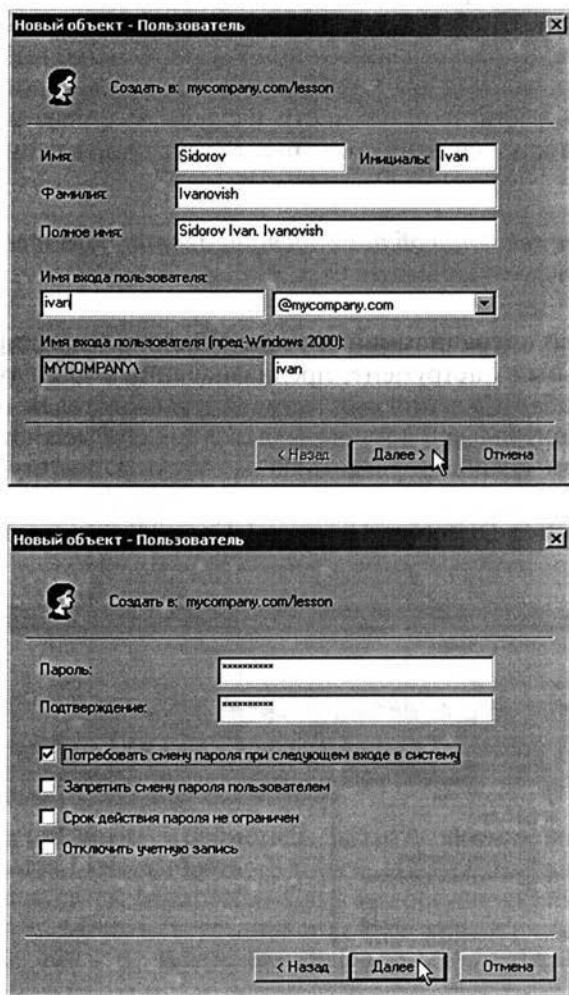 Новый объект - Пользователь
Создать в: mycompany.com/lesson
Имя: Sidorov Инициалы: Ivan
Фамилия: Ivanovish
Полное имя: Sidorov Ivan. Ivanovish
Имя входа пользователя:
ivan @mycompany.com
Имя входа пользователя (пред-Windows 2000):
MYCOMPANY\ ivan
< Назад Далее > Отмена
Новый объект - Пользователь
Создать в: mycompany.com/lesson
Пароль: **********
Подтверждение: **********
Потребовать смену пароля при следующем входе в систему
Запретить смену пароля пользователем
Срок действия пароля не ограничен
Отключить учетную запись
< Назад Далее Отмена